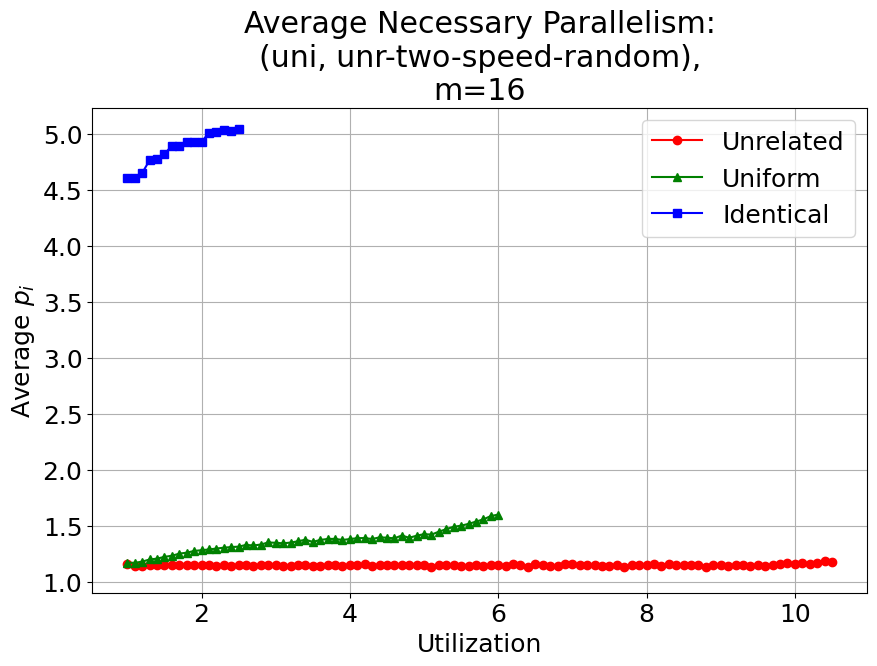 Average Necessary Parallelism:
(uni, unr-two-speed-random),
m=16
5.0
4.5
4.0
3.5
3.0
2.5
2.0
1.5
1.0
Average p_i
Unrelated
Uniform
Identical
2 4 6 8 10
Utilization